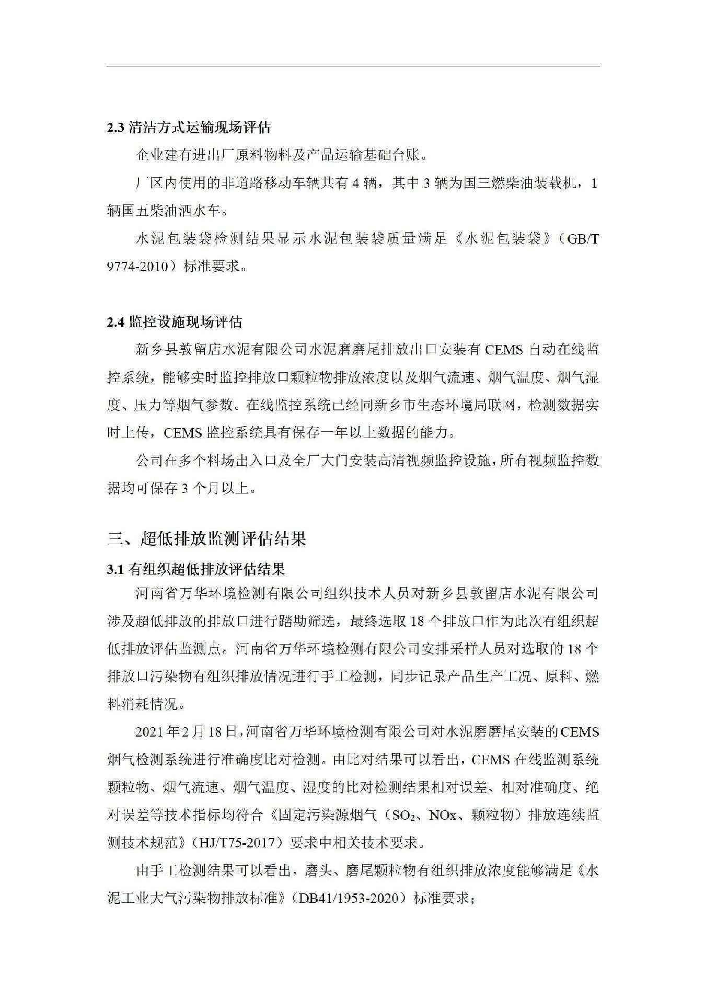 2.3 清洁方式运输现场评估
企业建有进出厂原料物料及产品运输基础台账。
厂区内使用的非道路移动车辆共有 4 辆，其中 3 辆为国三燃柴油装载机，1
辆国五柴油洒水车。
水泥包装袋检测结果显示水泥包装袋质量满足《水泥包装袋》（GB/T
9774-2010）标准要求。
2.4 监控设施现场评估
新乡县敦留店水泥有限公司水泥磨磨尾排放出口安装有 CEMS 自动在线监
控系统，能够实时监控排放口颗粒物排放浓度以及烟气流速、烟气温度、烟气湿
度、压力等烟气参数。在线监控系统已经同新乡市生态环境局联网，检测数据实
时上传，CEMS 监控系统具有保存一年以上数据的能力。
公司在多个料场出入口及全厂大门安装高清视频监控设施，所有视频监控数
据均可保存 3 个月以上。
三、超低排放监测评估结果
3.1 有组织超低排放评估结果
河南省万华环境检测有限公司组织技术人员对新乡县敦留店水泥有限公司
涉及超低排放的排放口进行踏勘筛选，最终选取 18 个排放口作为此次有组织超
低排放评估监测点。河南省万华环境检测有限公司安排采样人员对选取的 18 个
排放口污染物有组织排放情况进行手工检测，同步记录产品生产工况、原料、燃
料消耗情况。
2021 年 2 月 18 日，河南省万华环境检测有限公司对水泥磨磨尾安装的 CEMS
烟气检测系统进行准确度比对检测。由比对结果可以看出，CEMS 在线监测系统
颗粒物、烟气流速、烟气温度、湿度的比对检测结果相对误差、相对准确度、绝
对误差等技术指标均符合《固定污染源烟气（SO₂、NOx、颗粒物）排放连续监
测技术规范》（HJ/T75-2017）要求中相关技术要求。
由手工检测结果可以看出，磨头、磨尾颗粒物有组织排放浓度能够满足《水
泥工业大气污染物排放标准》（DB41/1953-2020）标准要求；